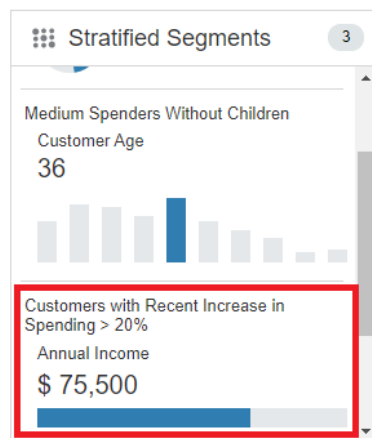 Stratified Segments 3
Medium Spenders Without Children
Customer Age
36
Customers with Recent Increase in
Spending > 20%
Annual Income
$ 75,500